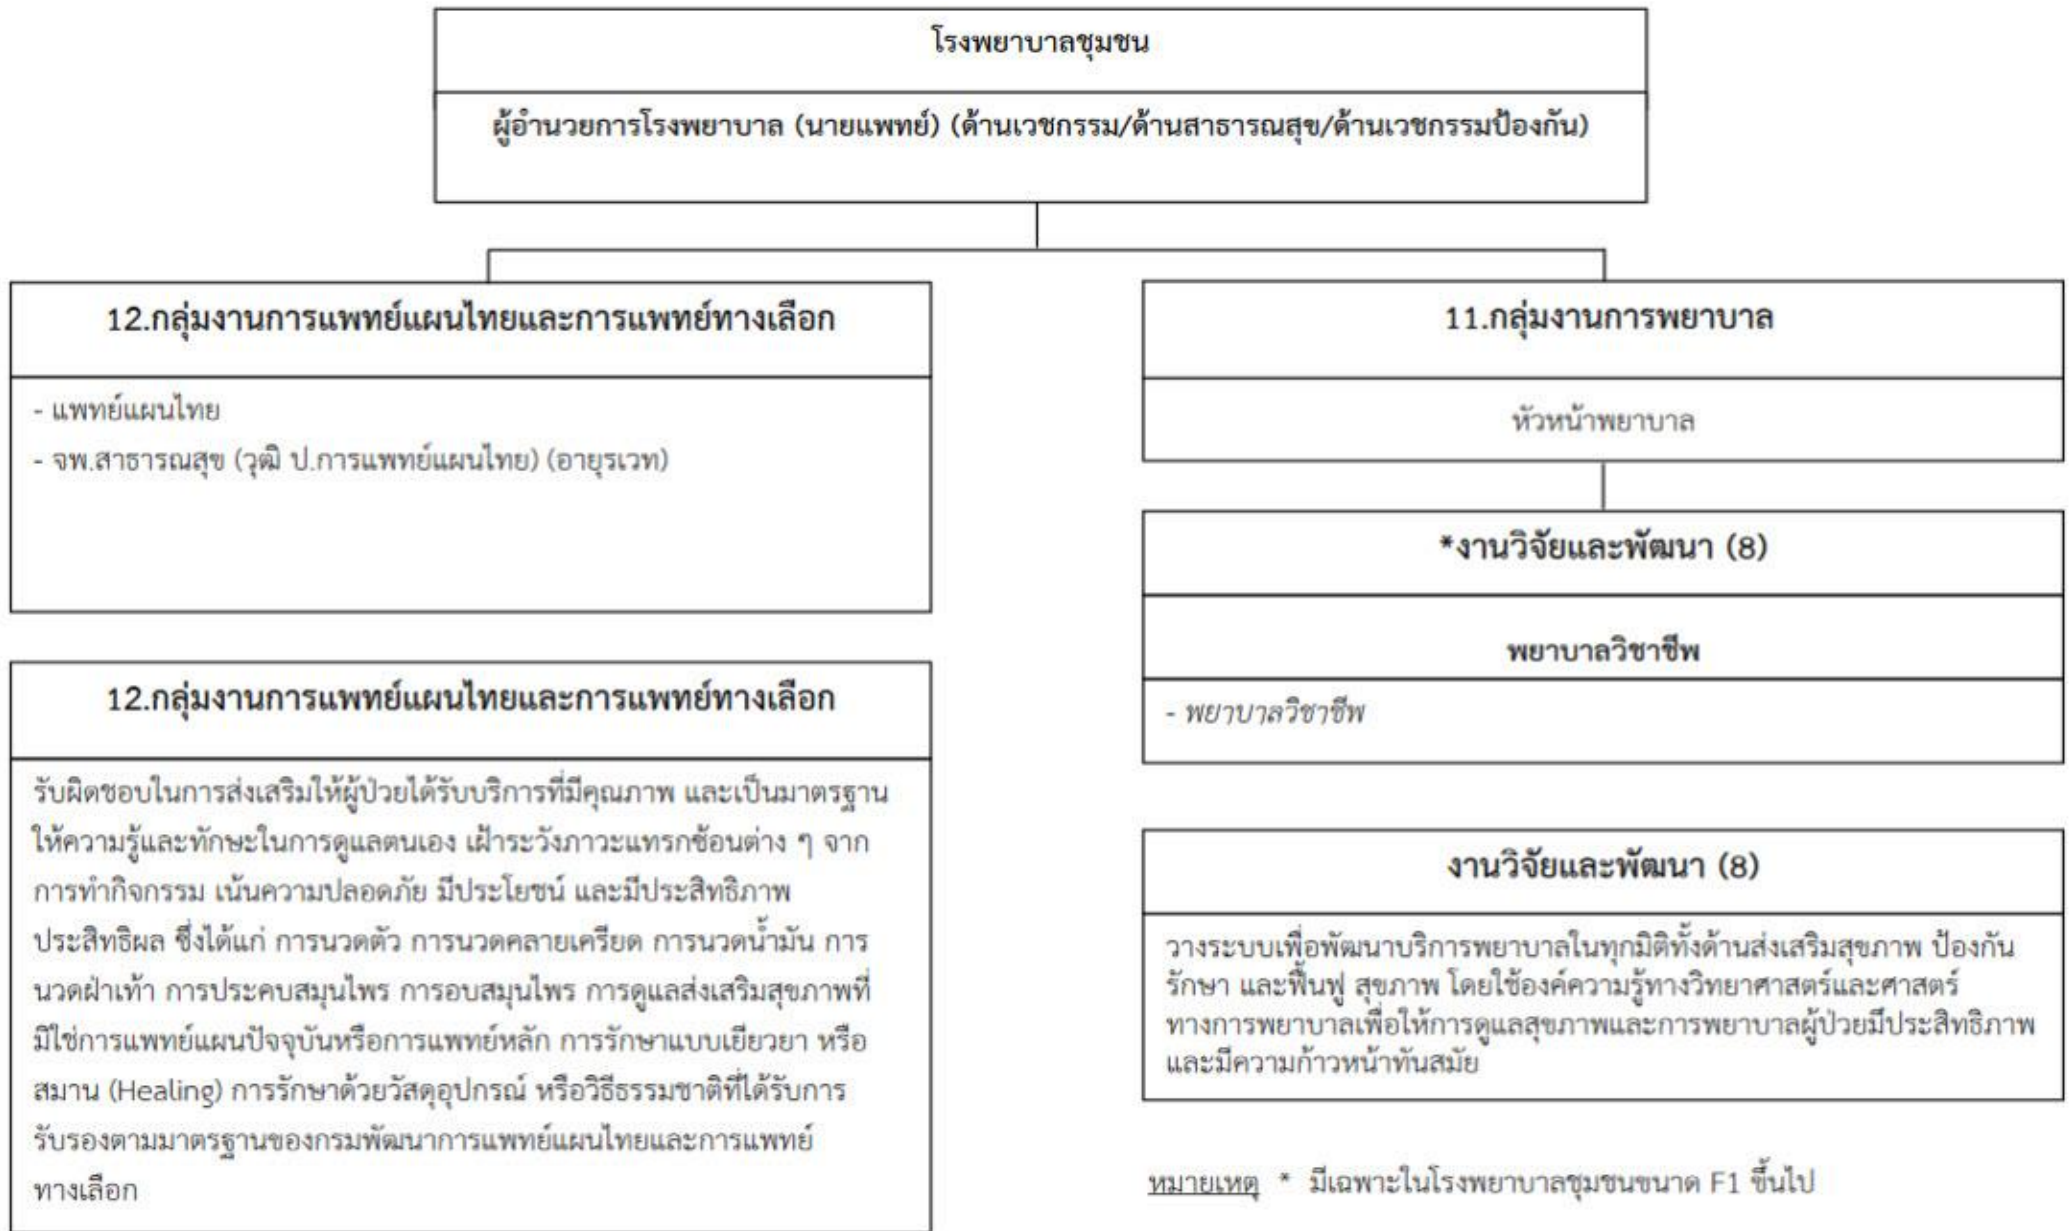 โรงพยาบาลชุมชน
ผู้อำนวยการโรงพยาบาล (นายแพทย์) (ด้านเวชกรรม/ด้านสาธารณสุข/ด้านเวชกรรมป้องกัน)
12.กลุ่มงานการแพทย์แผนไทยและการแพทย์ทางเลือก
- แพทย์แผนไทย
- จพ.สาธารณสุข (วุฒิ ป.การแพทย์แผนไทย) (อายุรเวท)
12.กลุ่มงานการแพทย์แผนไทยและการแพทย์ทางเลือก
รับผิดชอบในการส่งเสริมให้ผู้ป่วยได้รับบริการที่มีคุณภาพ และเป็นมาตรฐาน
ให้ความรู้และทักษะในการดูแลตนเอง เฝ้าระวังภาวะแทรกซ้อนต่าง ๆ จาก
การทำกิจกรรม เน้นความปลอดภัย มีประโยชน์ และมีประสิทธิภาพ
ประสิทธิผล ซึ่งได้แก่ การนวดตัว การนวดคลายเครียด การนวดน้ำมัน การ
นวดฝ่าเท้า การประคบสมุนไพร การอบสมุนไพร การดูแลส่งเสริมสุขภาพที่
มิใช่การแพทย์แผนปัจจุบันหรือการแพทย์หลัก การรักษาแบบเยียวยา หรือ
สมาน (Healing) การรักษาด้วยวัสดุอุปกรณ์ หรือวิธีธรรมชาติที่ได้รับการ
รับรองตามมาตรฐานของกรมพัฒนาการแพทย์แผนไทยและการแพทย์
ทางเลือก
11.กลุ่มงานการพยาบาล
หัวหน้าพยาบาล
*งานวิจัยและพัฒนา (8)
พยาบาลวิชาชีพ
- พยาบาลวิชาชีพ
งานวิจัยและพัฒนา (8)
วางระบบเพื่อพัฒนาบริการพยาบาลในทุกมิติทั้งด้านส่งเสริมสุขภาพ ป้องกัน
รักษา และฟื้นฟู สุขภาพ โดยใช้องค์ความรู้ทางวิทยาศาสตร์และศาสตร์
ทางการพยาบาลเพื่อให้การดูแลสุขภาพและการพยาบาลผู้ป่วยมีประสิทธิภาพ
และมีความก้าวหน้าทันสมัย
หมายเหตุ * มีเฉพาะในโรงพยาบาลชุมชนขนาด F1 ขึ้นไป